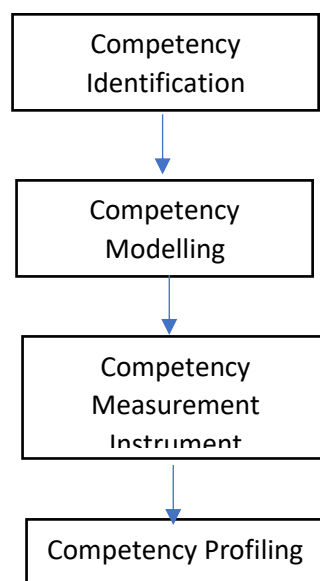 Competency
Identification
Competency
Modelling
Competency
Measurement
Instrument
Competency Profiling